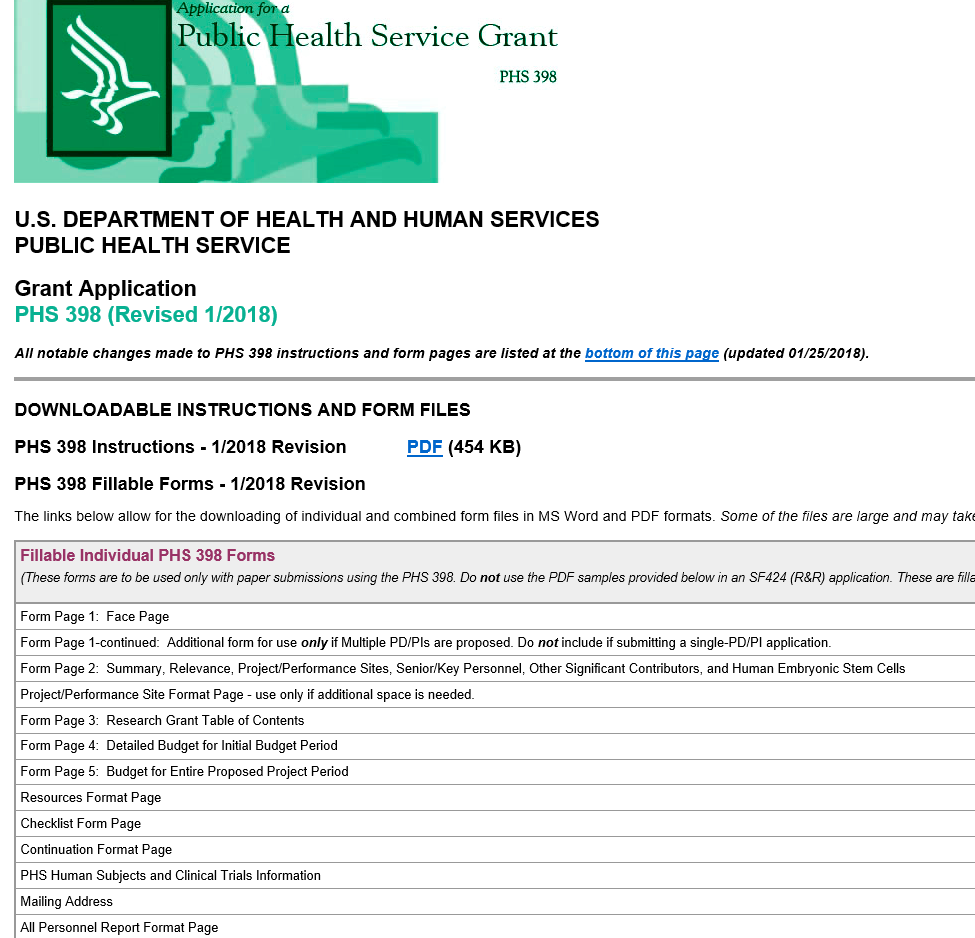 Application for a
Public Health Service Grant
PHS 398
U.S. DEPARTMENT OF HEALTH AND HUMAN SERVICES
PUBLIC HEALTH SERVICE
Grant Application
PHS 398 (Revised 1/2018)
All notable changes made to PHS 398 instructions and form pages are listed at the bottom of this page (updated 01/25/2018).
DOWNLOADABLE INSTRUCTIONS AND FORM FILES
PHS 398 Instructions - 1/2018 Revision PDF (454 KB)
PHS 398 Fillable Forms - 1/2018 Revision
The links below allow for the downloading of individual and combined form files in MS Word and PDF formats. Some of the files are large and may take
Fillable Individual PHS 398 Forms
(These forms are to be used only with paper submissions using the PHS 398. Do not use the PDF samples provided below in an SF424 (R&R) application. These are filla
Form Page 1: Face Page
Form Page 1-continued: Additional form for use only if Multiple PD/PIs are proposed. Do not include if submitting a single-PD/PI application.
Form Page 2: Summary, Relevance, Project/Performance Sites, Senior/Key Personnel, Other Significant Contributors, and Human Embryonic Stem Cells
Project/Performance Site Format Page - use only if additional space is needed.
Form Page 3: Research Grant Table of Contents
Form Page 4: Detailed Budget for Initial Budget Period
Form Page 5: Budget for Entire Proposed Project Period
Resources Format Page
Checklist Form Page
Continuation Format Page
PHS Human Subjects and Clinical Trials Information
Mailing Address
All Personnel Report Format Page